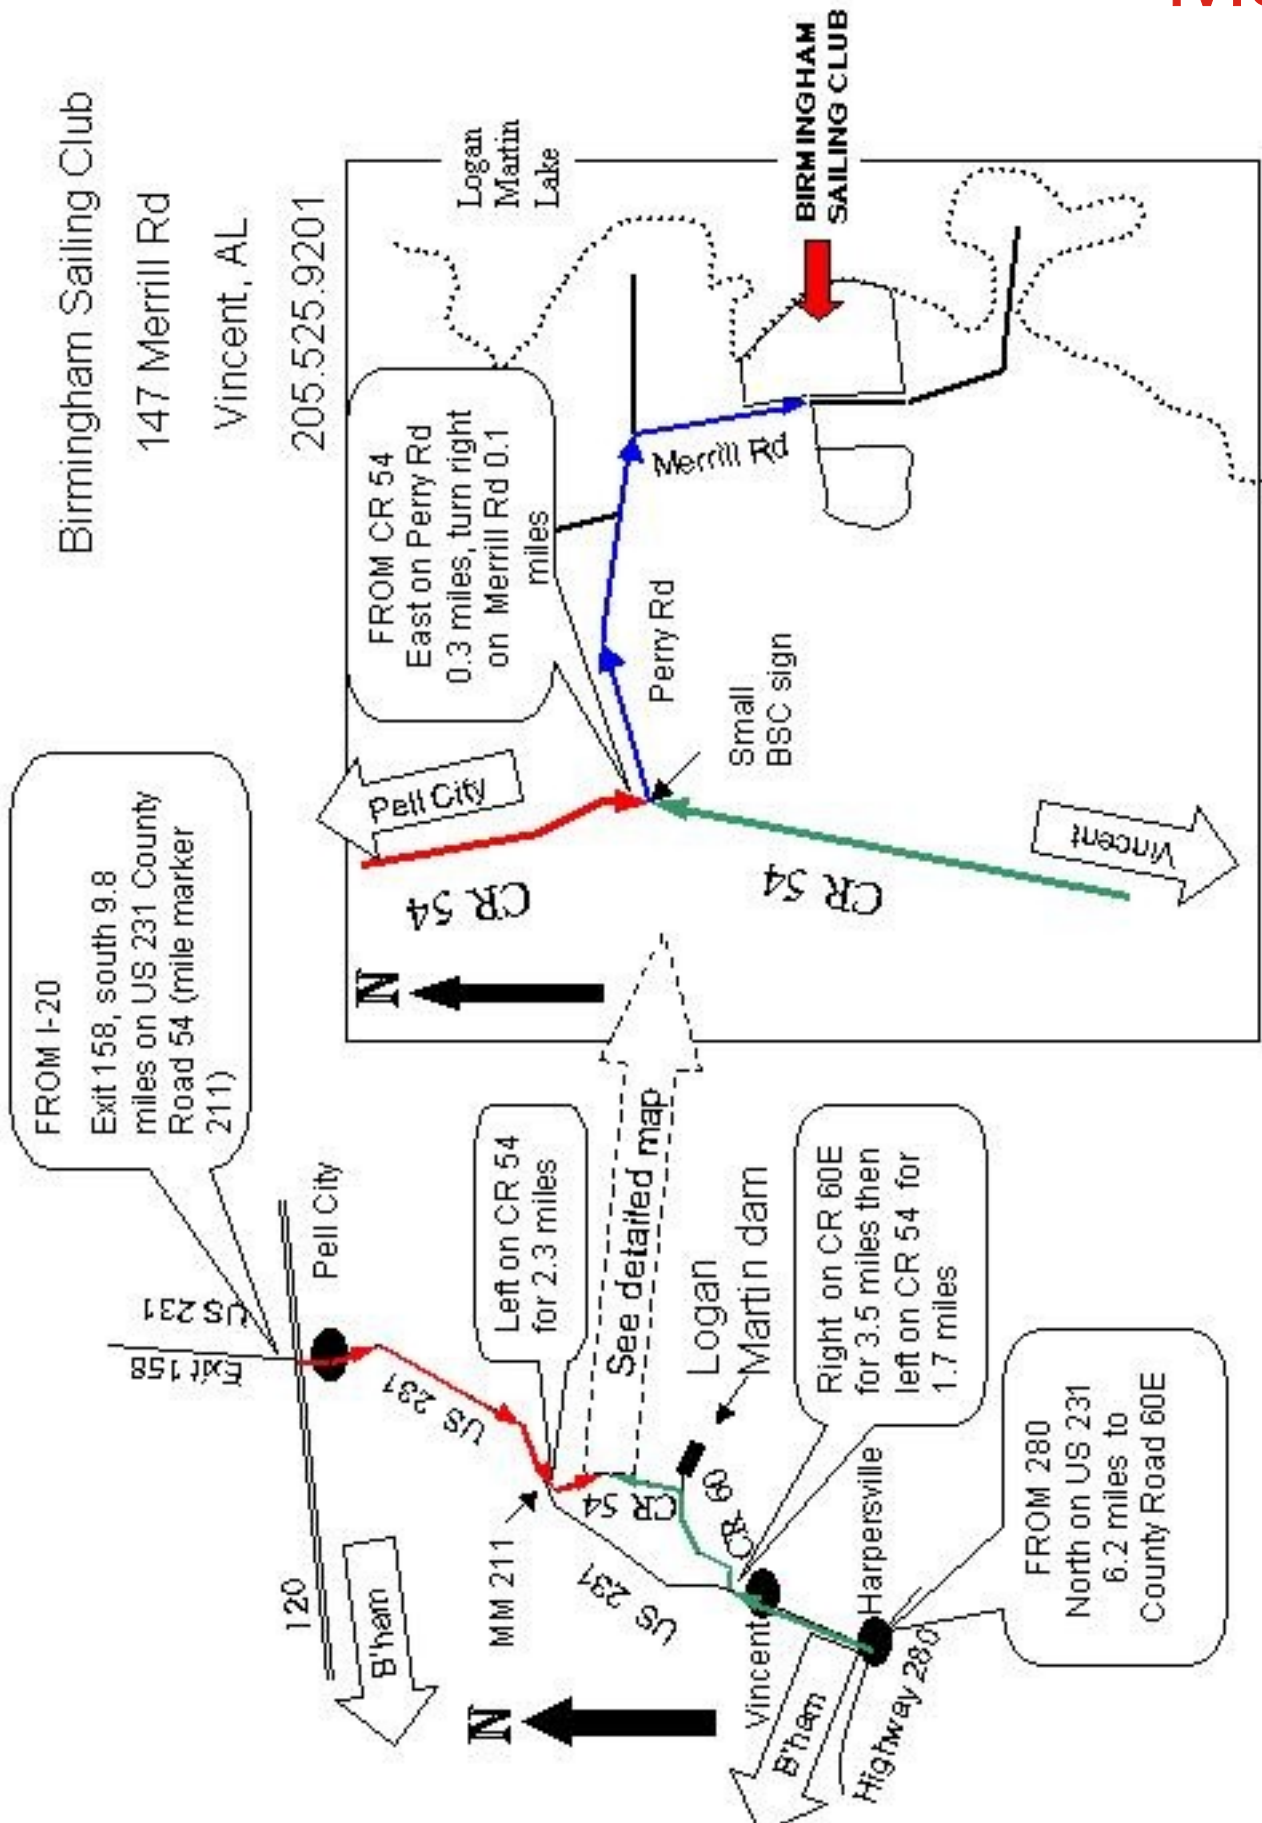 Birmingham Sailing Club
147 Merrill Rd
Vincent, AL
205.525.9201
FROM I-20
Exit 158, south 9.8
miles on US 231 County
Road 54 (mile marker
211)
US 231
Exit 158
Pell City
120
B'ham
US 231
Left on CR 54
for 2.3 miles
MM 211
CR 54
See detailed map
US 231
CR- 60
Logan
Martin dam
N
Vincent
Right on CR 60E
for 3.5 miles then
left on CR 54 for
1.7 miles
B'ham
Harpersville
Highway 280
FROM 280
North on US 231
6.2 miles to
County Road 60E
N
Pell City
CR 54
FROM CR 54
East on Perry Rd
0.3 miles, turn right
on Merrill Rd 0.1
miles
Logan
Martin
Lake
Perry Rd
Merrill Rd
Small
BSC sign
CR 54
BIRMINGHAM
SAILING CLUB
Vincent